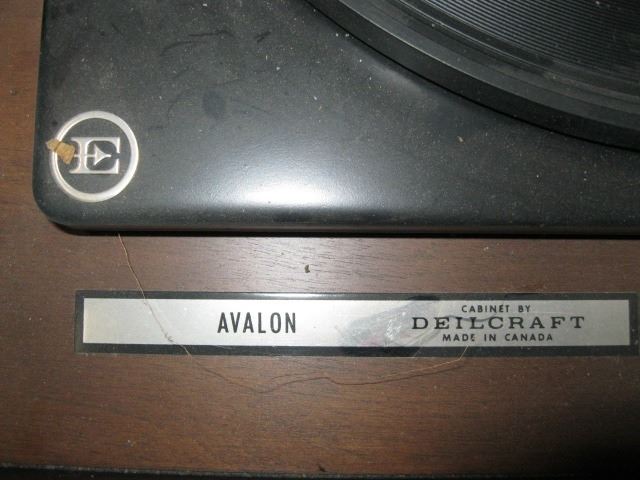 E
AVALON
CABINET BY
DEILCRAFT
MADE IN CANADA